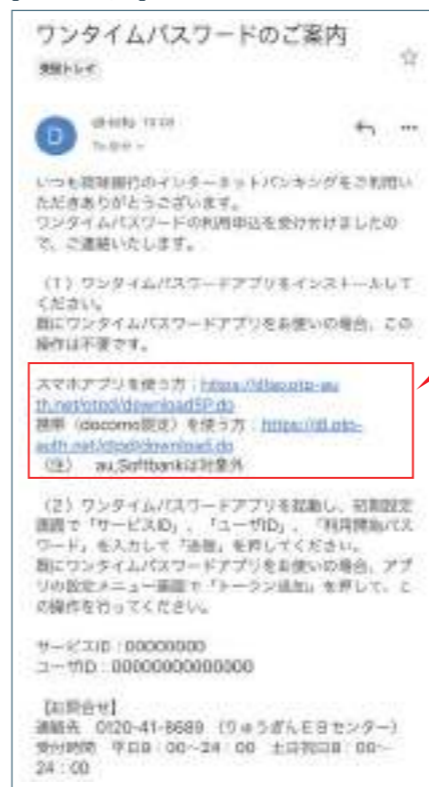 ワンタイムパスワードのご案内
受信トレイ
D
いつも琉球銀行のインターネットバンキングをご利用い
ただきありがとうございます。
ワンタイムパスワードの利用申込を受け付けましたの
で、ご連絡いたします。
（1）ワンタイムパスワードアプリをインストールして
ください。
既にワンタイムパスワードアプリをお使いの場合、この
操作は不要です。
スマホアプリを使う方：
th.net/otpd/downloadSP.do
携帯（docomo限定）を使う方：https://dl.otp-
auth.net/otpd/download.do
（注） au,Softbankは対象外
（2）ワンタイムパスワードアプリを起動し、初期設定
画面で「サービスID」、「ユーザID」、「利用開始パス
ワード」を入力して「送信」を押してください。
既にワンタイムパスワードアプリをお使いの場合、アプ
リの設定メニュー画面で「トークン追加」を押して、こ
の操作を行ってください。
サービスID：00000000
ユーザID：00000000000000
【お問合せ】
連絡先 0120-41-8689 （りゅうぎんEBセンター）
受付時間 平日8：00～24：00 土日祝日8：00～
24：00